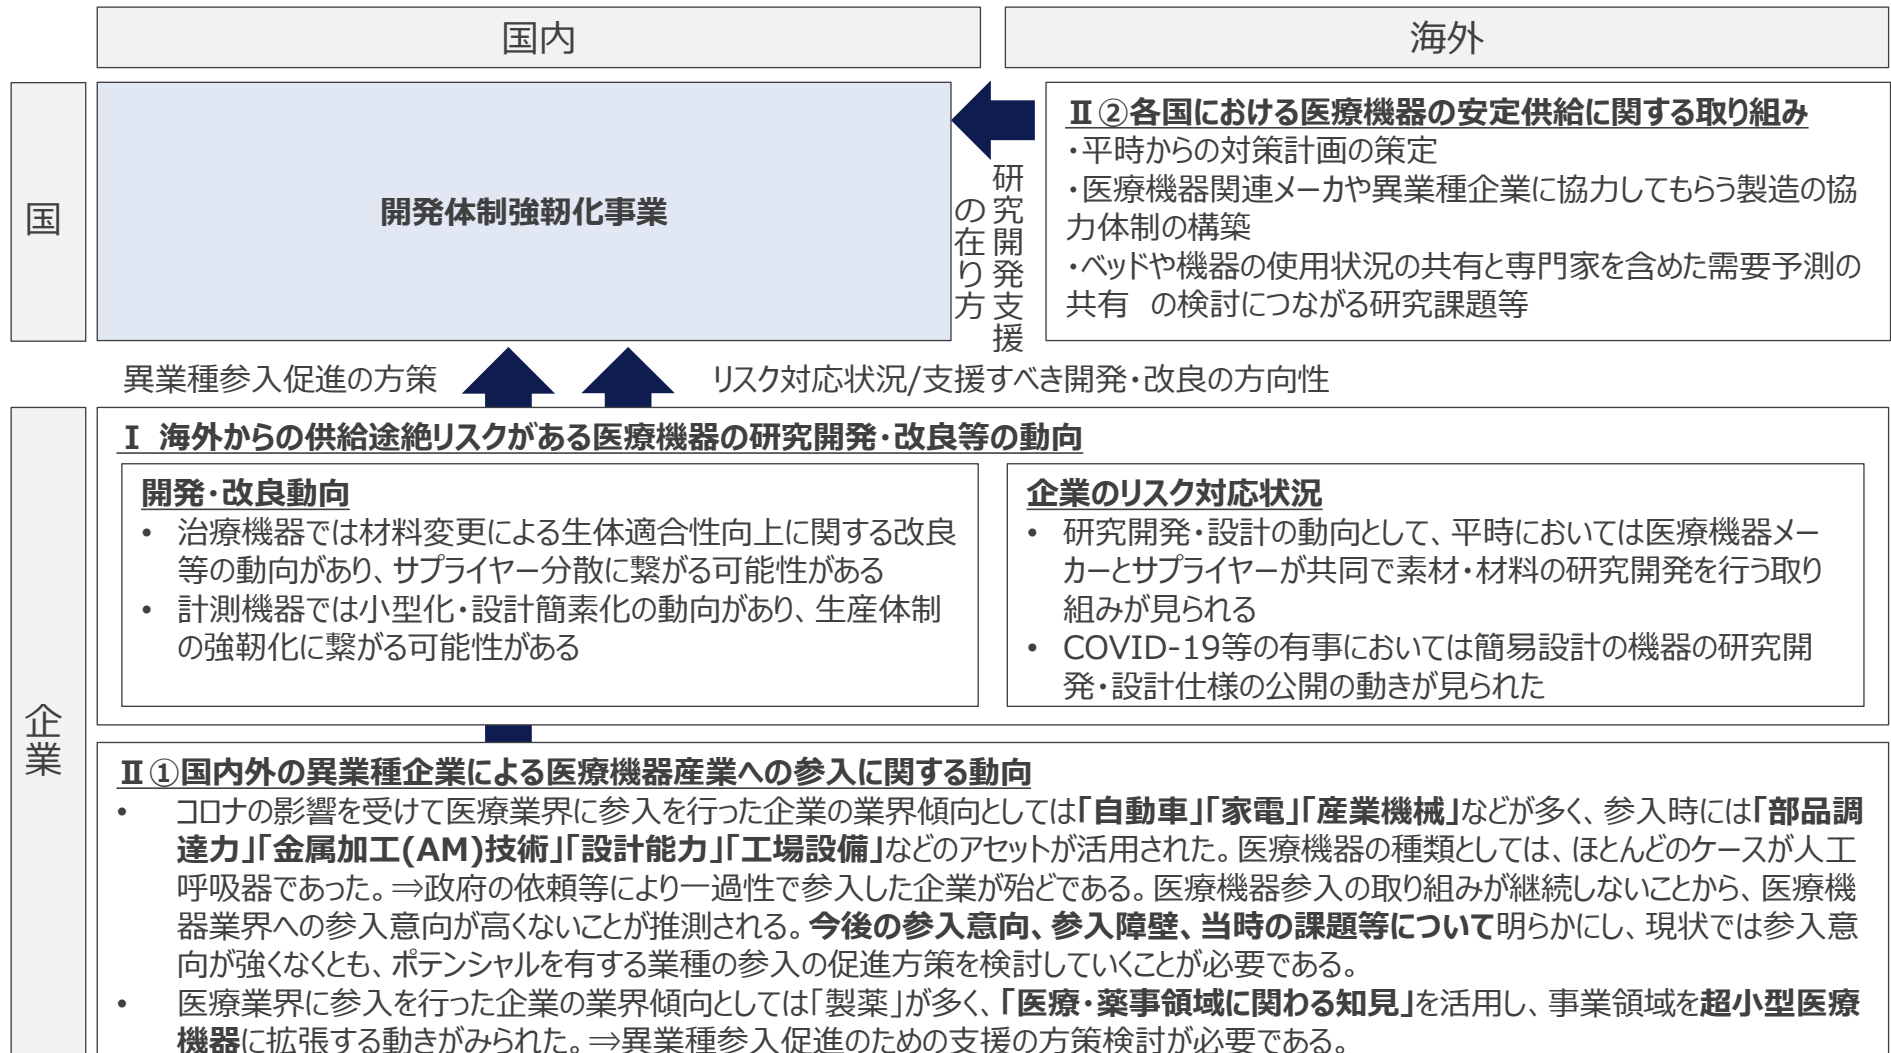 国内
海外
国
開発体制強靭化事業
研究開発支援
の在り方
Ⅱ②各国における医療機器の安定供給に関する取り組み
・平時からの対策計画の策定
・医療機器関連メーカや異業種企業に協力してもらう製造の協
力体制の構築
・ベッドや機器の使用状況の共有と専門家を含めた需要予測の
共有　の検討につながる研究課題等
異業種参入促進の方策
リスク対応状況/支援すべき開発・改良の方向性
企業
Ⅰ 海外からの供給途絶リスクがある医療機器の研究開発・改良等の動向
開発・改良動向
• 治療機器では材料変更による生体適合性向上に関する改良
等の動向があり、サプライヤー分散に繋がる可能性がある
• 計測機器では小型化・設計簡素化の動向があり、生産体制
の強靭化に繋がる可能性がある
企業のリスク対応状況
• 研究開発・設計の動向として、平時においては医療機器メー
カーとサプライヤーが共同で素材・材料の研究開発を行う取り
組みが見られる
• COVID-19等の有事においては簡易設計の機器の研究開
発・設計仕様の公開の動きが見られた
Ⅱ①国内外の異業種企業による医療機器産業への参入に関する動向
• コロナの影響を受けて医療業界に参入を行った企業の業界傾向としては「自動車」「家電」「産業機械」などが多く、参入時には「部品調
達力」「金属加工(AM)技術」「設計能力」「工場設備」などのアセットが活用された。医療機器の種類としては、ほとんどのケースが人工
呼吸器であった。⇒政府の依頼等により一過性で参入した企業が殆どである。医療機器参入の取り組みが継続しないことから、医療機
器業界への参入意向が高くないことが推測される。今後の参入意向、参入障壁、当時の課題等について明らかにし、現状では参入意
向が強くなくとも、ポテンシャルを有する業種の参入の促進方策を検討していくことが必要である。
• 医療業界に参入を行った企業の業界傾向としては「製薬」が多く、「医療・薬事領域に関わる知見」を活用し、事業領域を超小型医療
機器に拡張する動きがみられた。⇒異業種参入促進のための支援の方策検討が必要である。